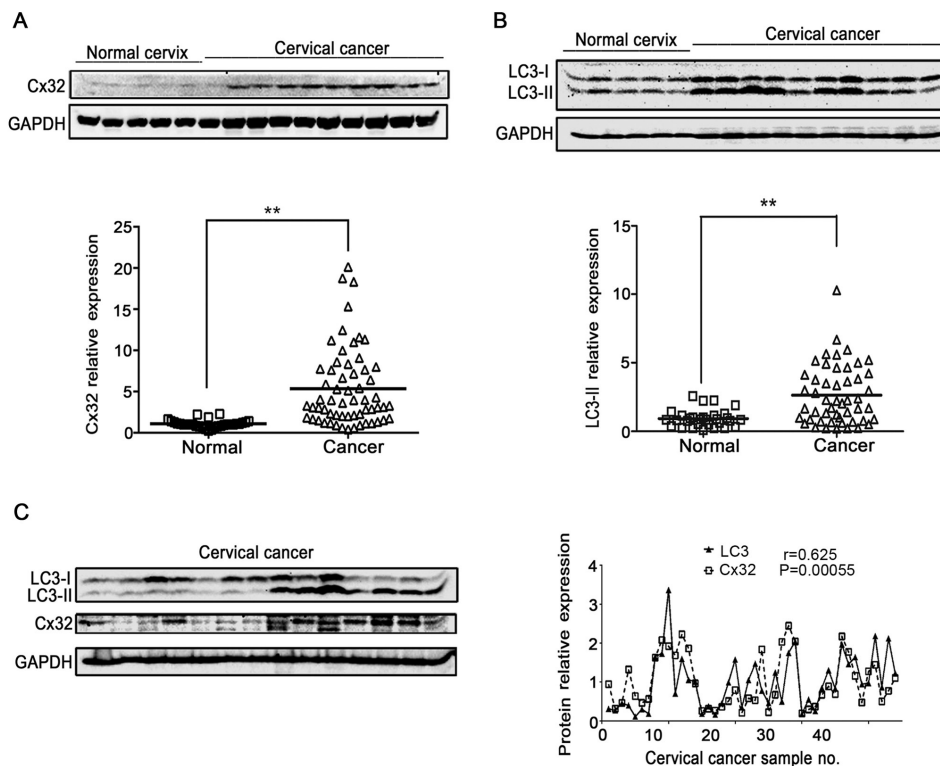 A
Normal cervix Cervical cancer
Cx32
GAPDH
**
Cx32 relative expression
25
20
15
10
5
0
Normal Cancer
B
Normal cervix Cervical cancer
LC3-I
LC3-II
GAPDH
**
LC3-II relative expression
15
10
5
0
Normal Cancer
C
Cervical cancer
LC3-I
LC3-II
Cx32
GAPDH
LC3 r=0.625
Cx32 P=0.00055
Protein relative expression
4
3
2
1
0
0 10 20 30 40
Cervical cancer sample no.